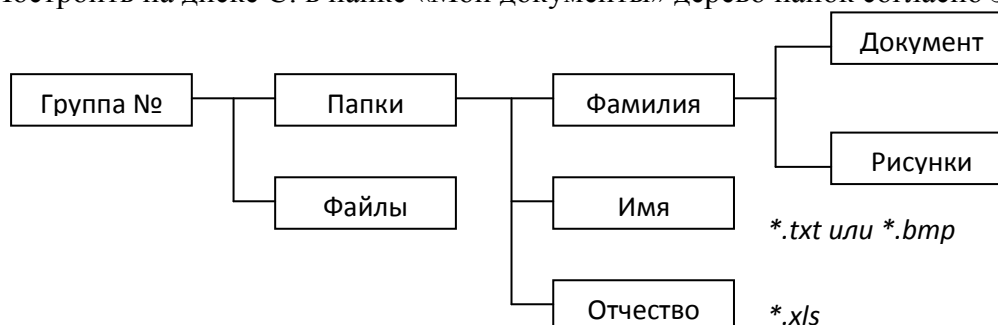 Построить на диске С: в папке «Мои документы» дерево папок согласно
Документ
Группа №
Папки
Фамилия
Рисунки
Файлы
Имя
*.txt или *.bmp
Отчество
*.xls